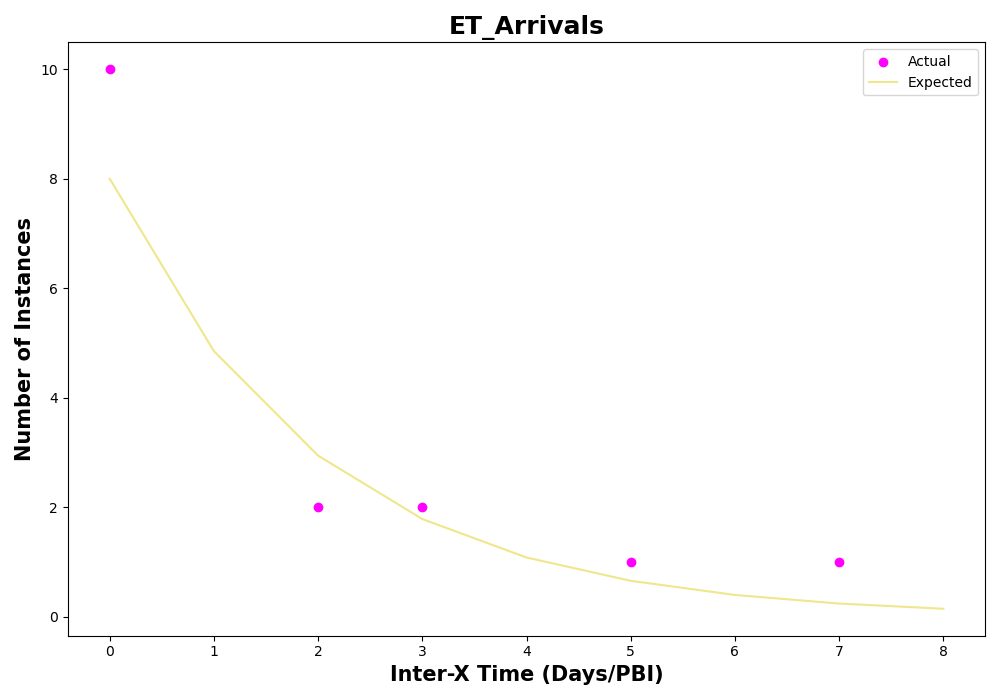 ET_Arrivals
Actual
Expected
Number of Instances
10
8
6
4
2
0
0 1 2 3 4 5 6 7 8
Inter-X Time (Days/PBI)